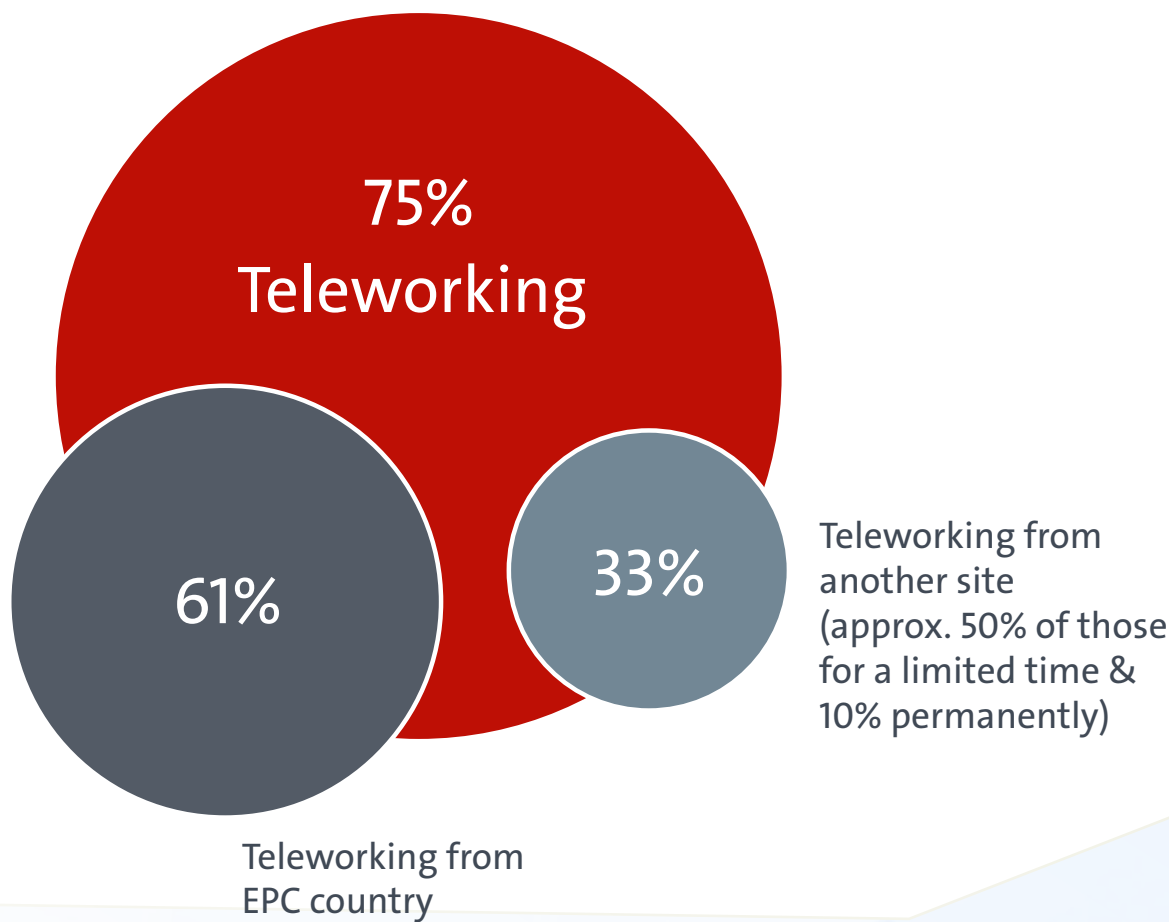 75%
Teleworking
61%
33%
Teleworking from
another site
(approx. 50% of those
for a limited time &
10% permanently)
Teleworking from
EPC country